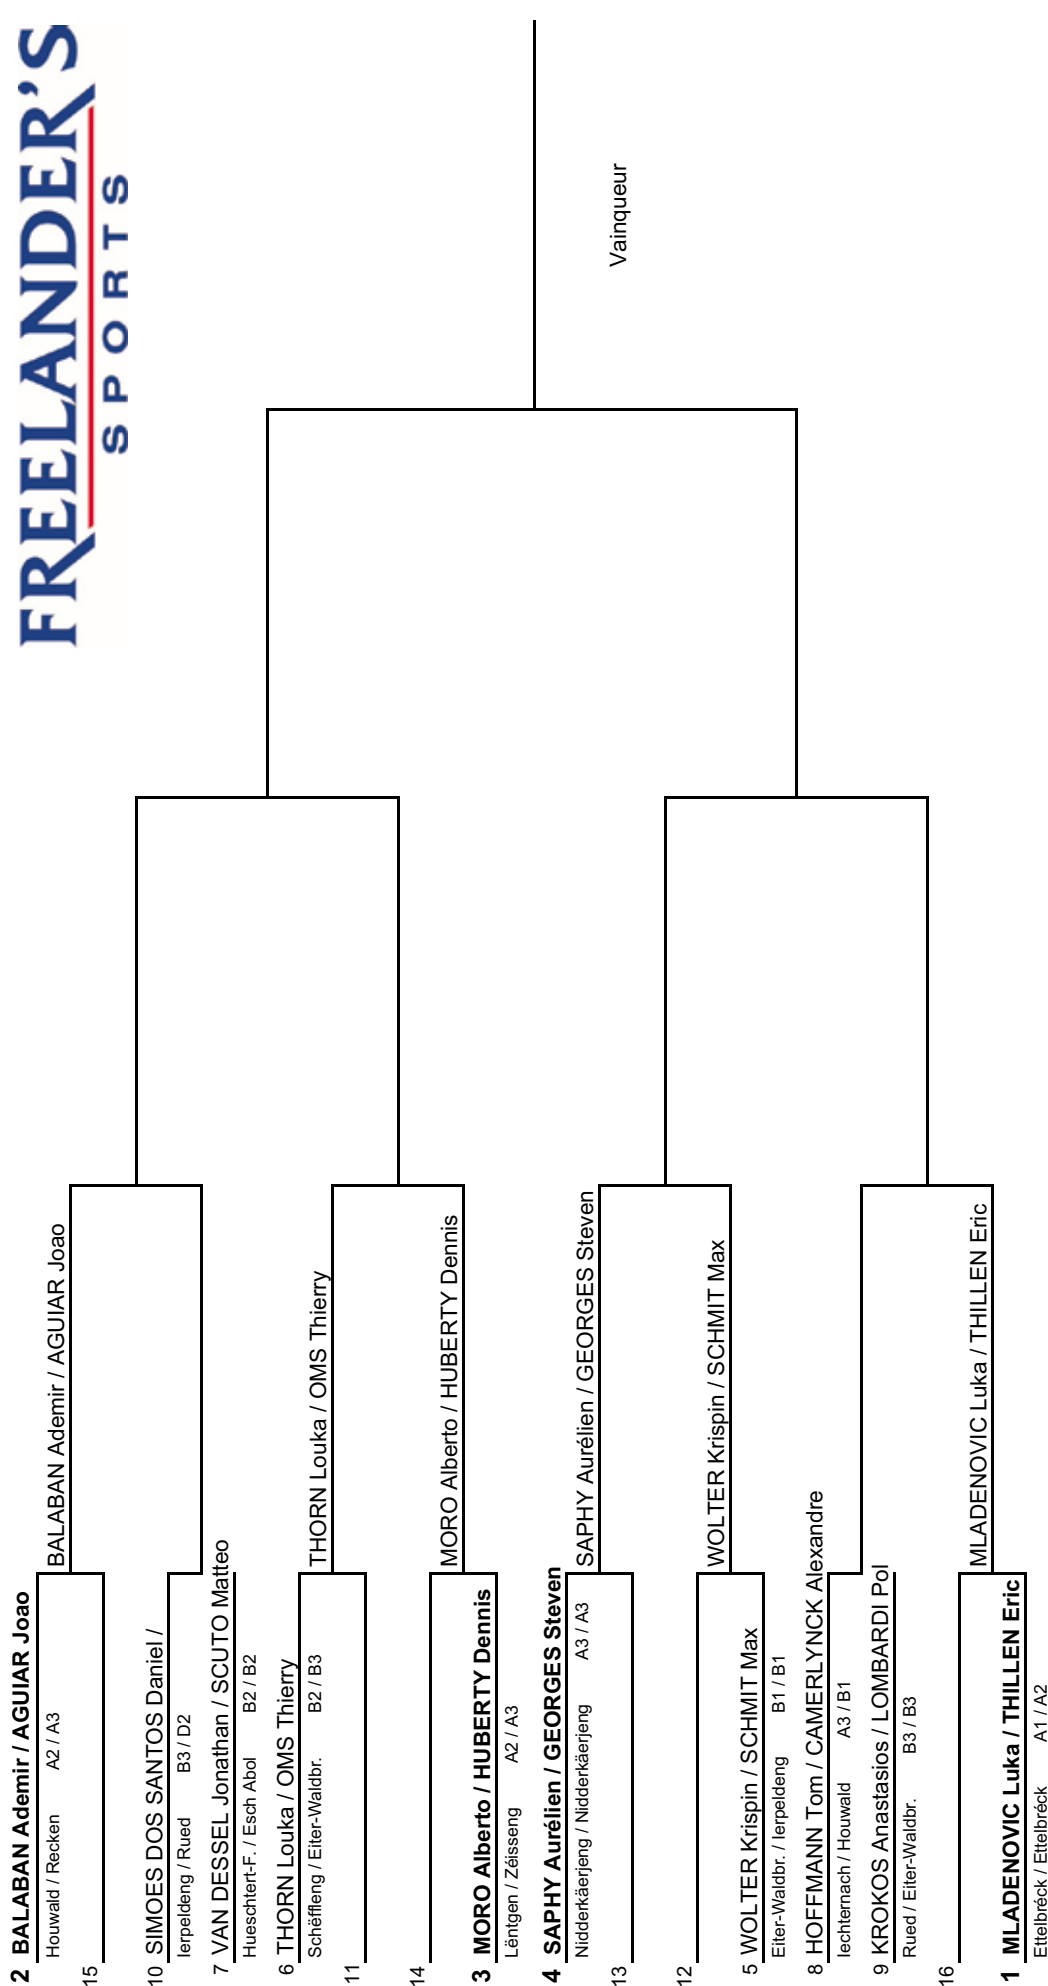 FREELANDER'S
SPORTS
2 BALABAN Ademir / AGUIAR Joao
Houwald / Recken A2 / A3
BALABAN Ademir / AGUIAR Joao
15
10 SIMOES DOS SANTOS Daniel /
Ierpeldeng / Rued B3 / D2
7 VAN DESSEL Jonathan / SCUTO Matteo
Hueschtert-F. / Esch Abol B2 / B2
6 THORN Louka / OMS Thierry
Schëffleng / Eiter-Waldbr. B2 / B3
THORN Louka / OMS Thierry
11
14
MORO Alberto / HUBERTY Dennis
3 MORO Alberto / HUBERTY Dennis
Lëntgen / Zéisseng A2 / A3
4 SAPHY Aurélien / GEORGES Steven
Nidderkäerjeng / Nidderkäerjeng A3 / A3
SAPHY Aurélien / GEORGES Steven
13
Vainqueur
12
WOLTER Krispin / SCHMIT Max
5 WOLTER Krispin / SCHMIT Max
Eiter-Waldbr. / Ierpeldeng B1 / B1
8 HOFFMANN Tom / CAMERLYNCK Alexandre
Iechternach / Houwald A3 / B1
9 KROKOS Anastasios / LOMBARDI Pol
Rued / Eiter-Waldbr. B3 / B3
16
MLADENOVIC Luka / THILLEN Eric
1 MLADENOVIC Luka / THILLEN Eric
Ettelbréck / Ettelbréck A1 / A2